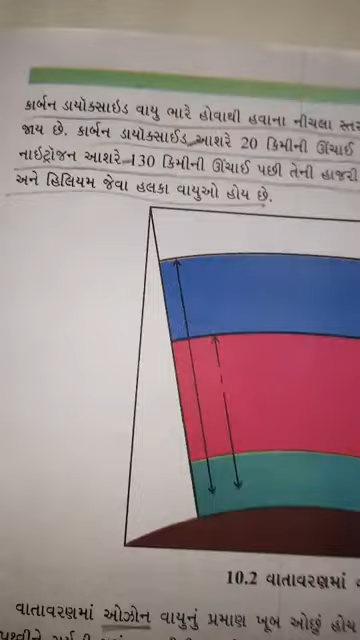 કાર્બન ડાયૉક્સાઇડ વાયુ ભારે હોવાથી હવાના નીચલા સ્તર
જાય છે. કાર્બન ડાયૉક્સાઈડ આશરે 20 કિમીની ઊંચાઈ
નાઇટ્રોજન આશરે 130 કિમીની ઊંચાઈ પછી તેની હાજરી
અને હિલિયમ જેવા હલકા વાયુઓ હોય છે.
10.2 વાતાવરણમાં
વાતાવરણમાં ઓઝોન વાયુનું પ્રમાણ ખૂબ ઓછું હોય